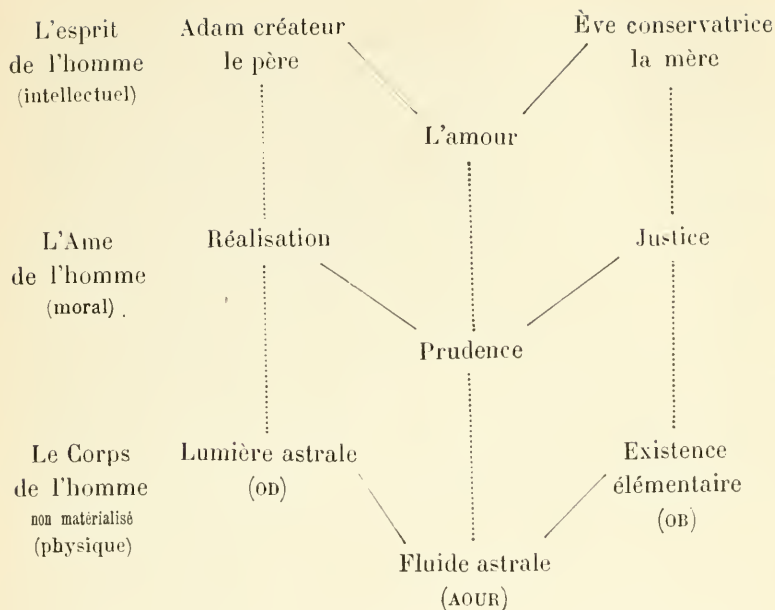 L'esprit
de l'homme
(intellectuel)
Adam créateur
le père
Ève conservatrice
la mère
L'amour
L'Ame
de l'homme
(moral) .
Réalisation
Justice
Prudence
Le Corps
de l'homme
non matérialisé
(physique)
Lumière astrale
(OD)
Existence
élémentaire
(OB)
Fluide astrale
(AOUR)